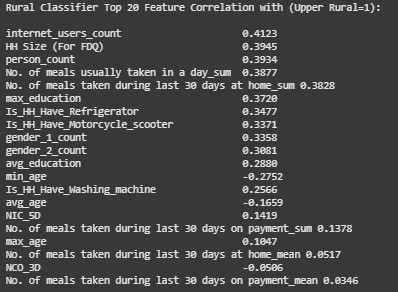 Rural Classifier Top 20 Feature Correlation with (Upper Rural=1):
internet_users_count 0.4123
HH Size (For FDQ) 0.3945
person_count 0.3934
No. of meals usually taken in a day_sum 0.3877
No. of meals taken during last 30 days at home_sum 0.3828
max_education 0.3720
Is_HH_Have_Refrigerator 0.3477
Is_HH_Have_Motorcycle_scooter 0.3371
gender_1_count 0.3358
gender_2_count 0.3081
avg_education 0.2880
min_age -0.2752
Is_HH_Have_Washing_machine 0.2566
avg_age -0.1659
NIC_5D 0.1419
No. of meals taken during last 30 days on payment_sum 0.1378
max_age 0.1047
No. of meals taken during last 30 days at home_mean 0.0517
NCO_3D -0.0506
No. of meals taken during last 30 days on payment_mean 0.0346